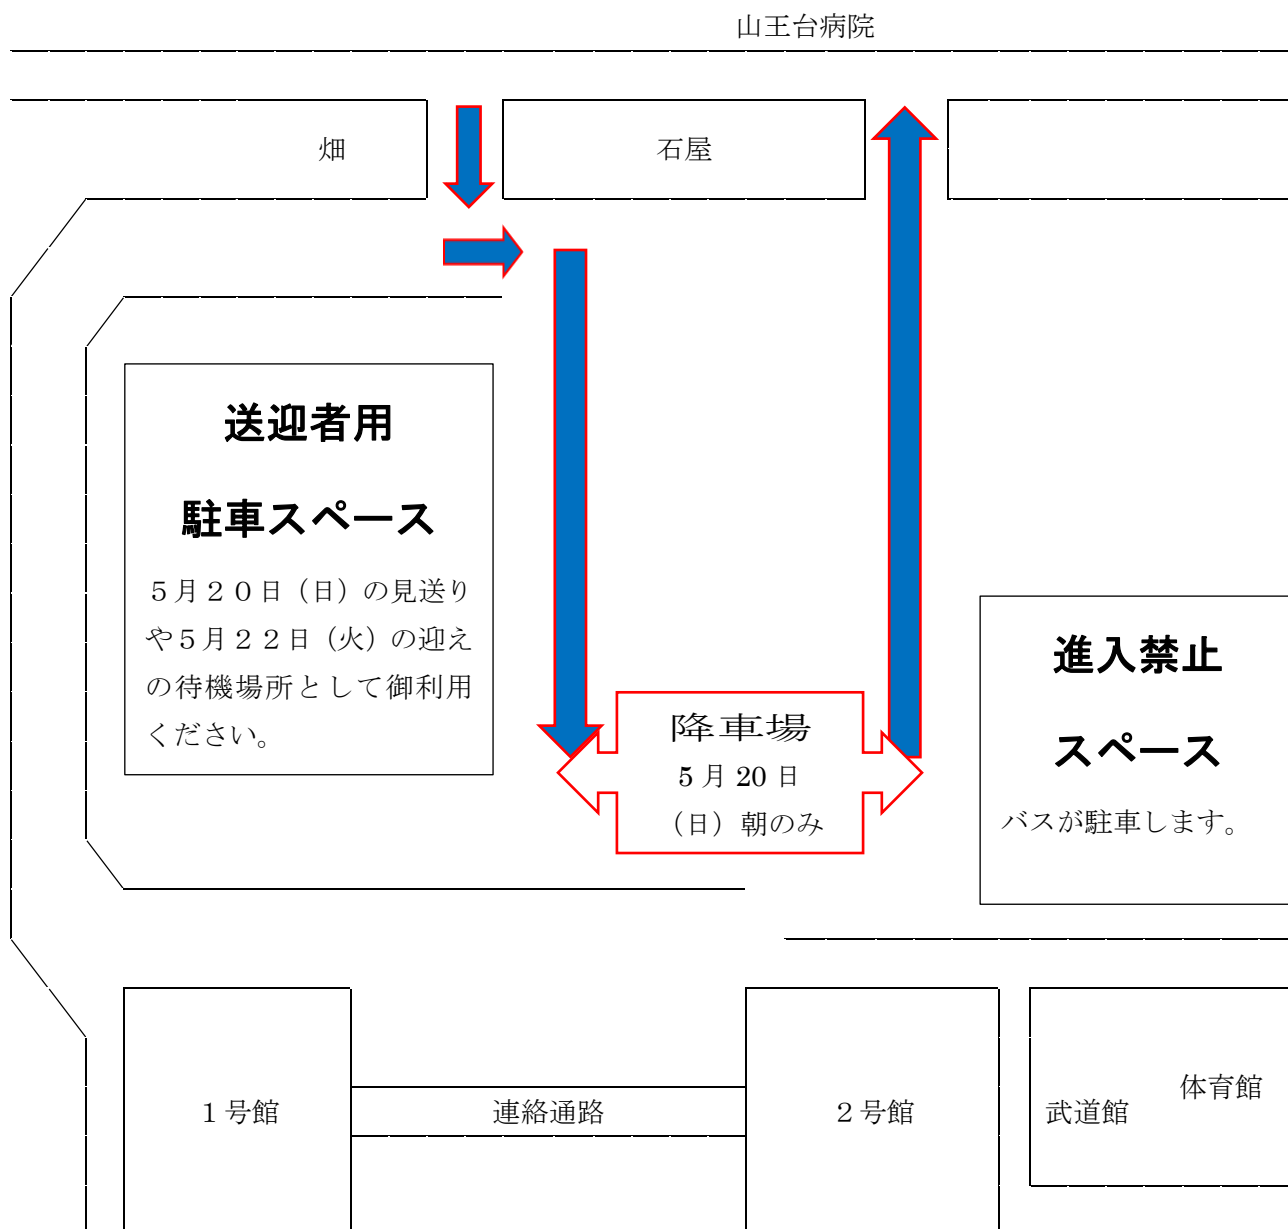 山王台病院
畑
石屋
送迎者用
駐車スペース
５月２０日（日）の見送り
や５月２２日（火）の迎え
の待機場所として御利用
ください。
降車場
5 月 20 日
（日）朝のみ
進入禁止
スペース
バスが駐車します。
１号館
連絡通路
２号館
武道館
体育館